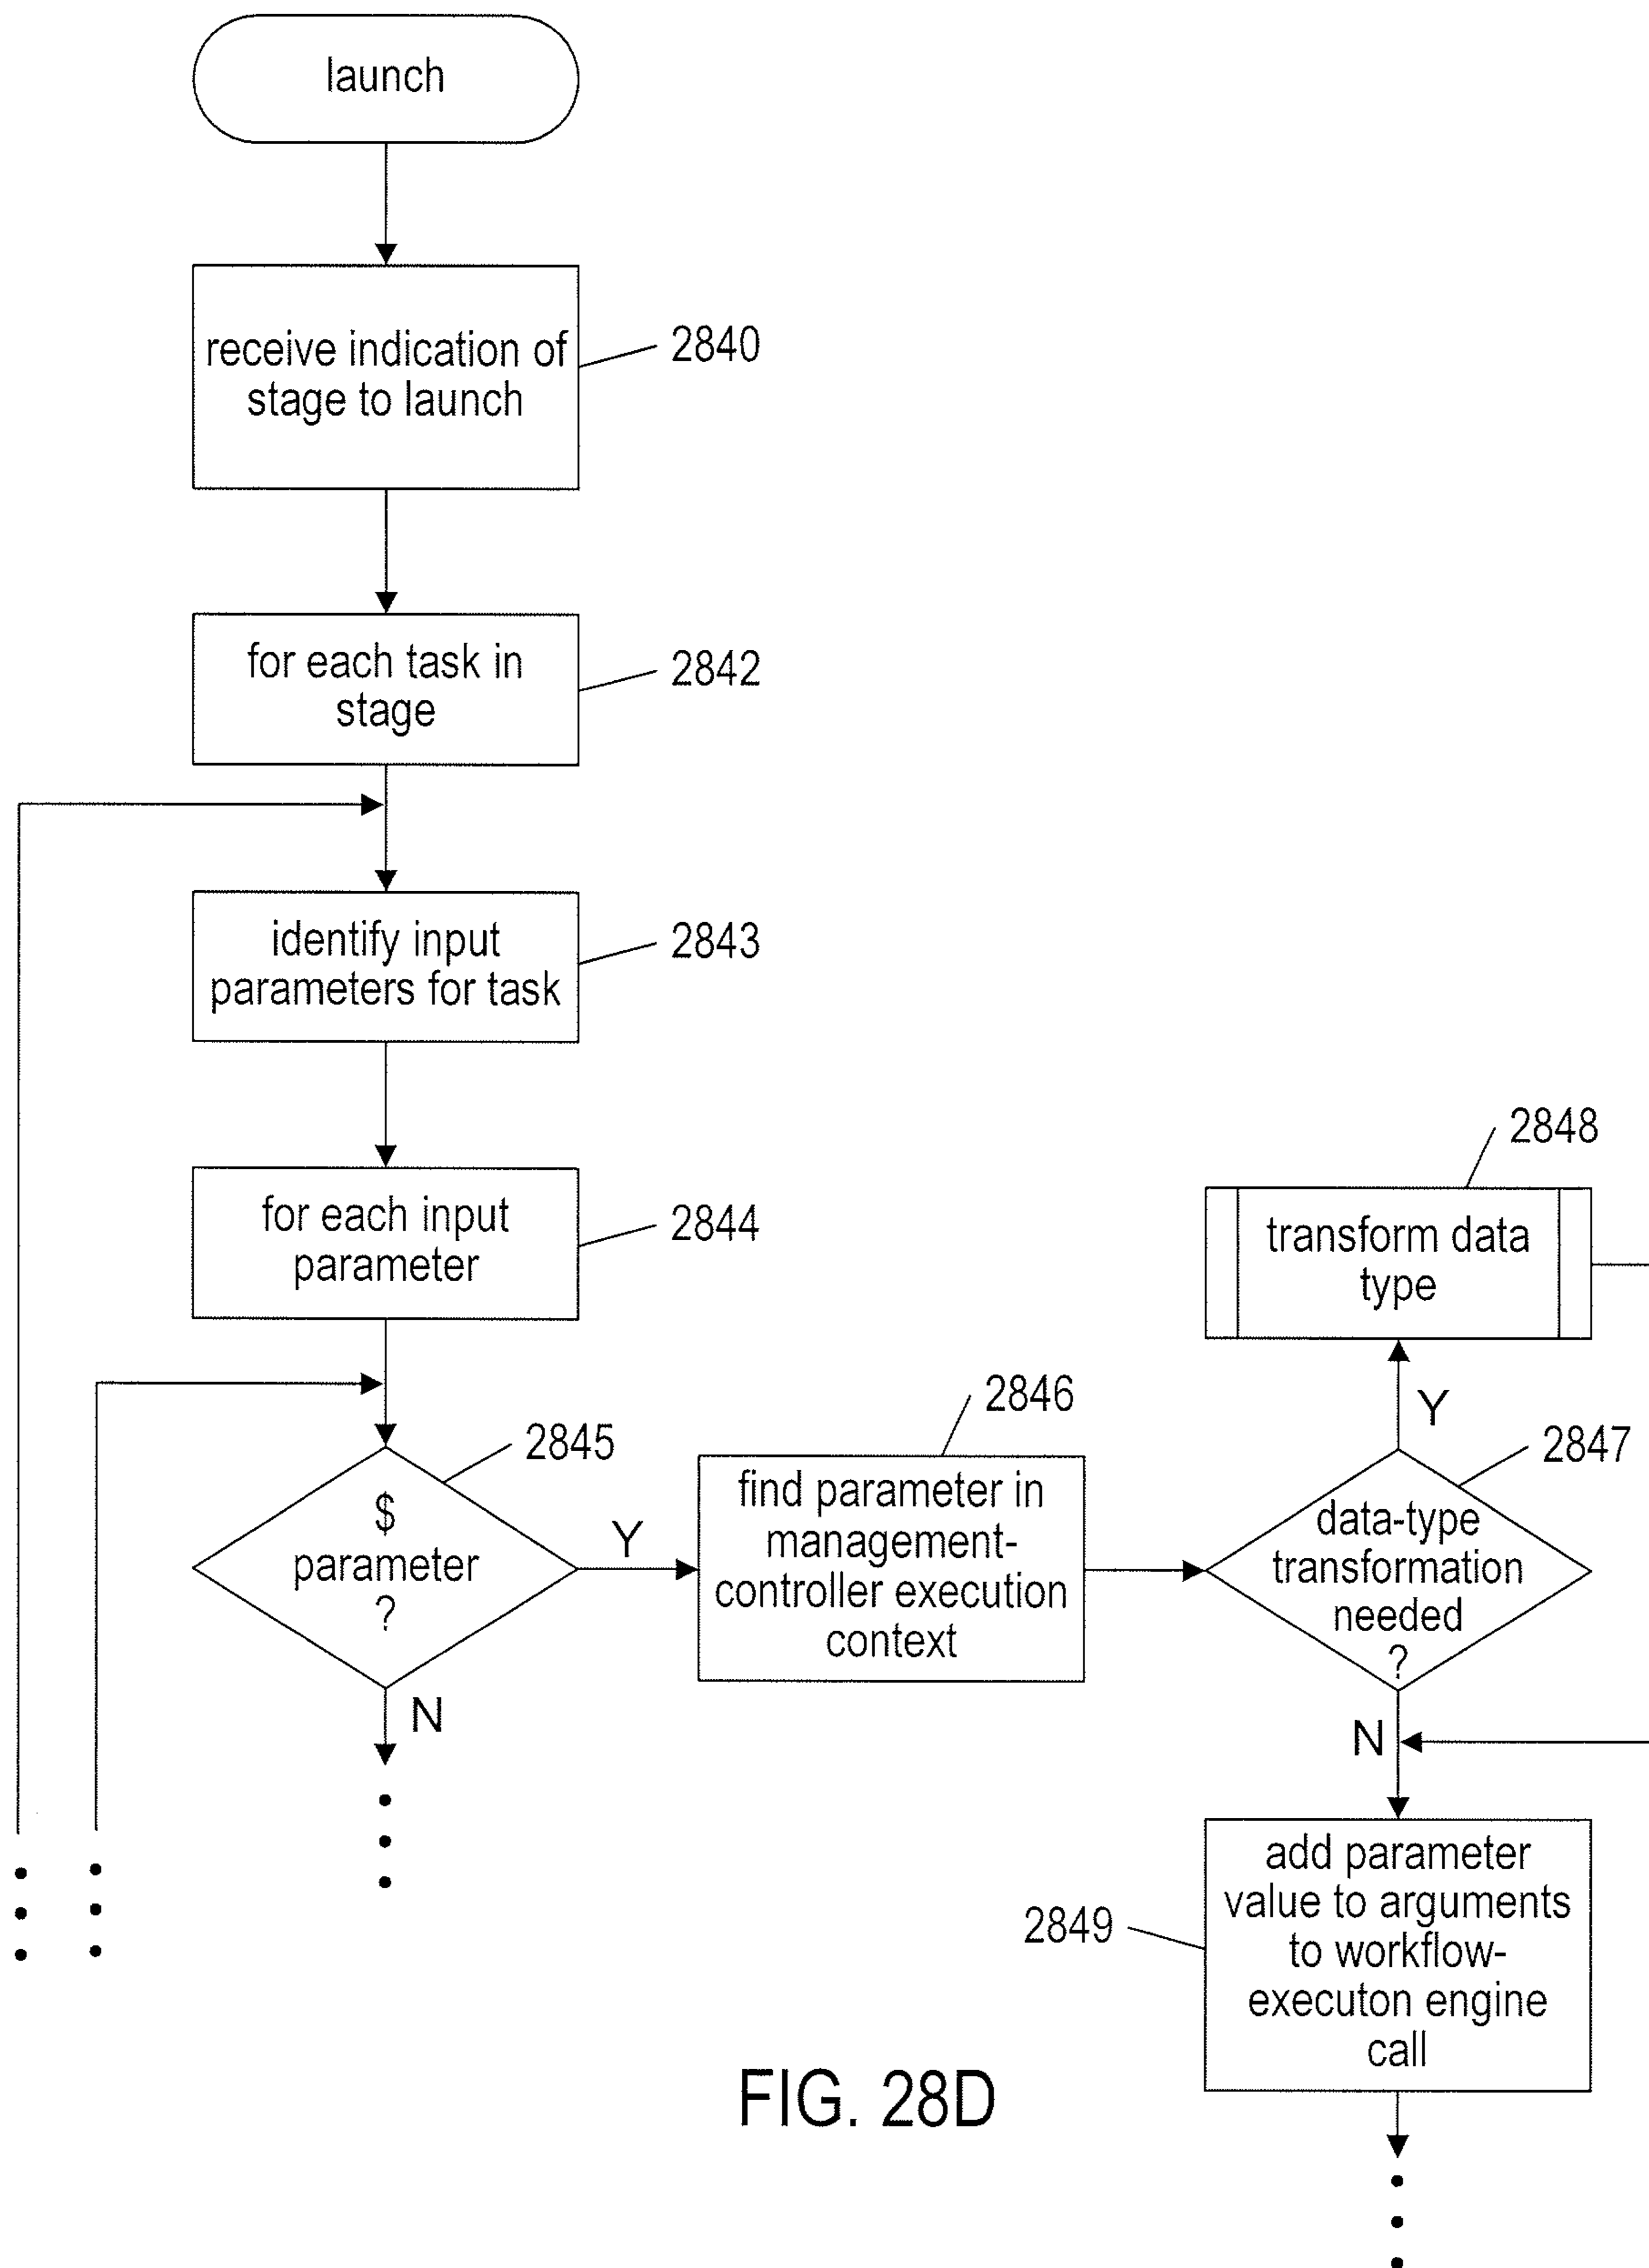 launch
receive indication of
stage to launch
2840
for each task in
stage
2842
identify input
parameters for task
2843
for each input
parameter
2844
2848
transform data
type
2845
$
parameter
?
Y
N
2846
find parameter in
management-
controller execution
context
2847
data-type
transformation
needed
?
Y
N
add parameter
value to arguments
to workflow-
executon engine
call
2849
FIG. 28D